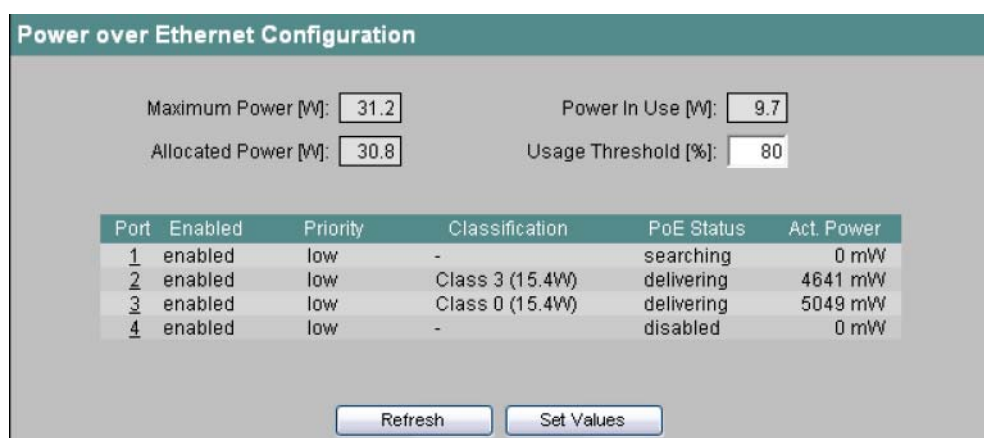 Power over Ethernet Configuration
Maximum Power [W]: 31.2 Power In Use [W]: 9.7
Allocated Power [W]: 30.8 Usage Threshold [%]: 80
Port Enabled Priority Classification PoE Status Act. Power
1 enabled low - searching 0 mW
2 enabled low Class 3 (15.4W) delivering 4641 mW
3 enabled low Class 0 (15.4W) delivering 5049 mW
4 enabled low - disabled 0 mW
Refresh Set Values